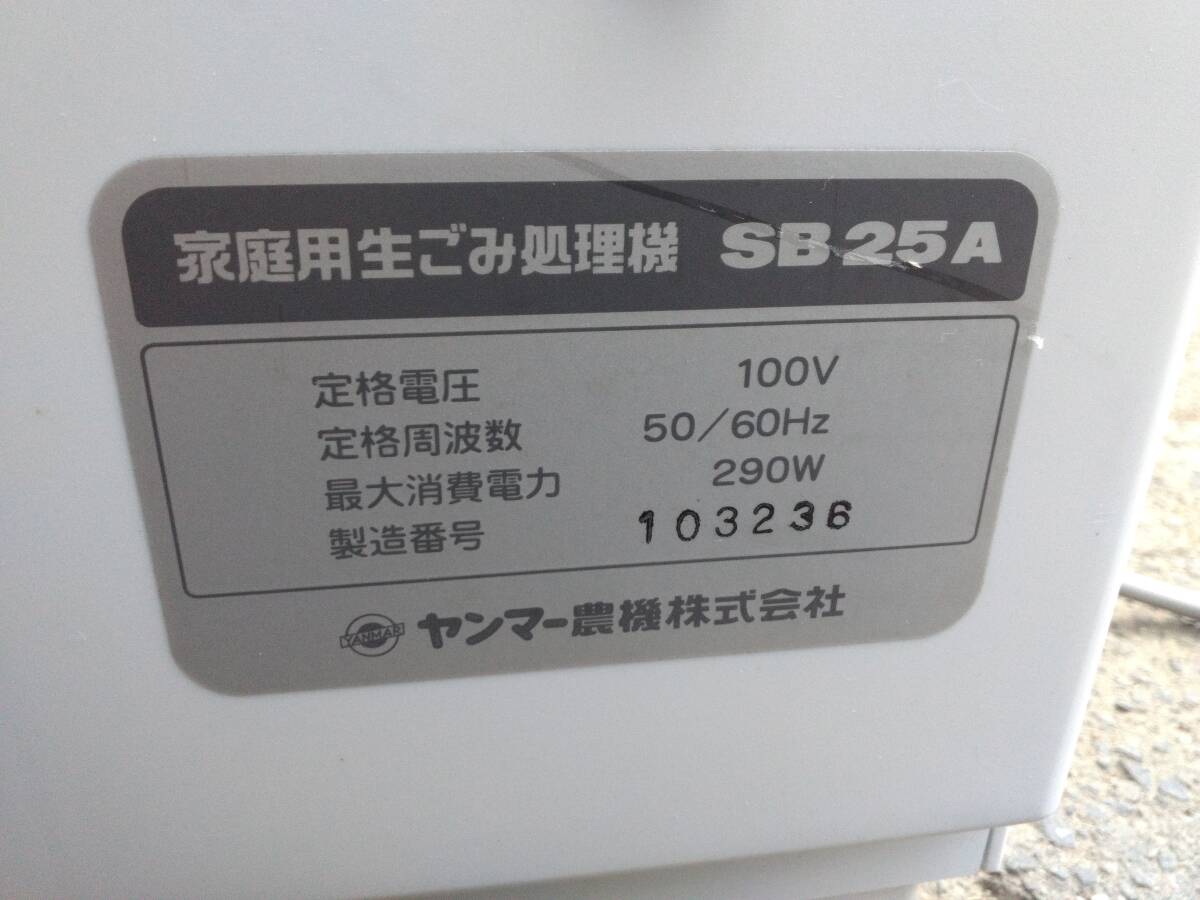 家庭用生ごみ処理機 SB25A
定格電圧 100V
定格周波数 50/60Hz
最大消費電力 290W
製造番号 103236
YANMAR ヤンマー農機株式会社